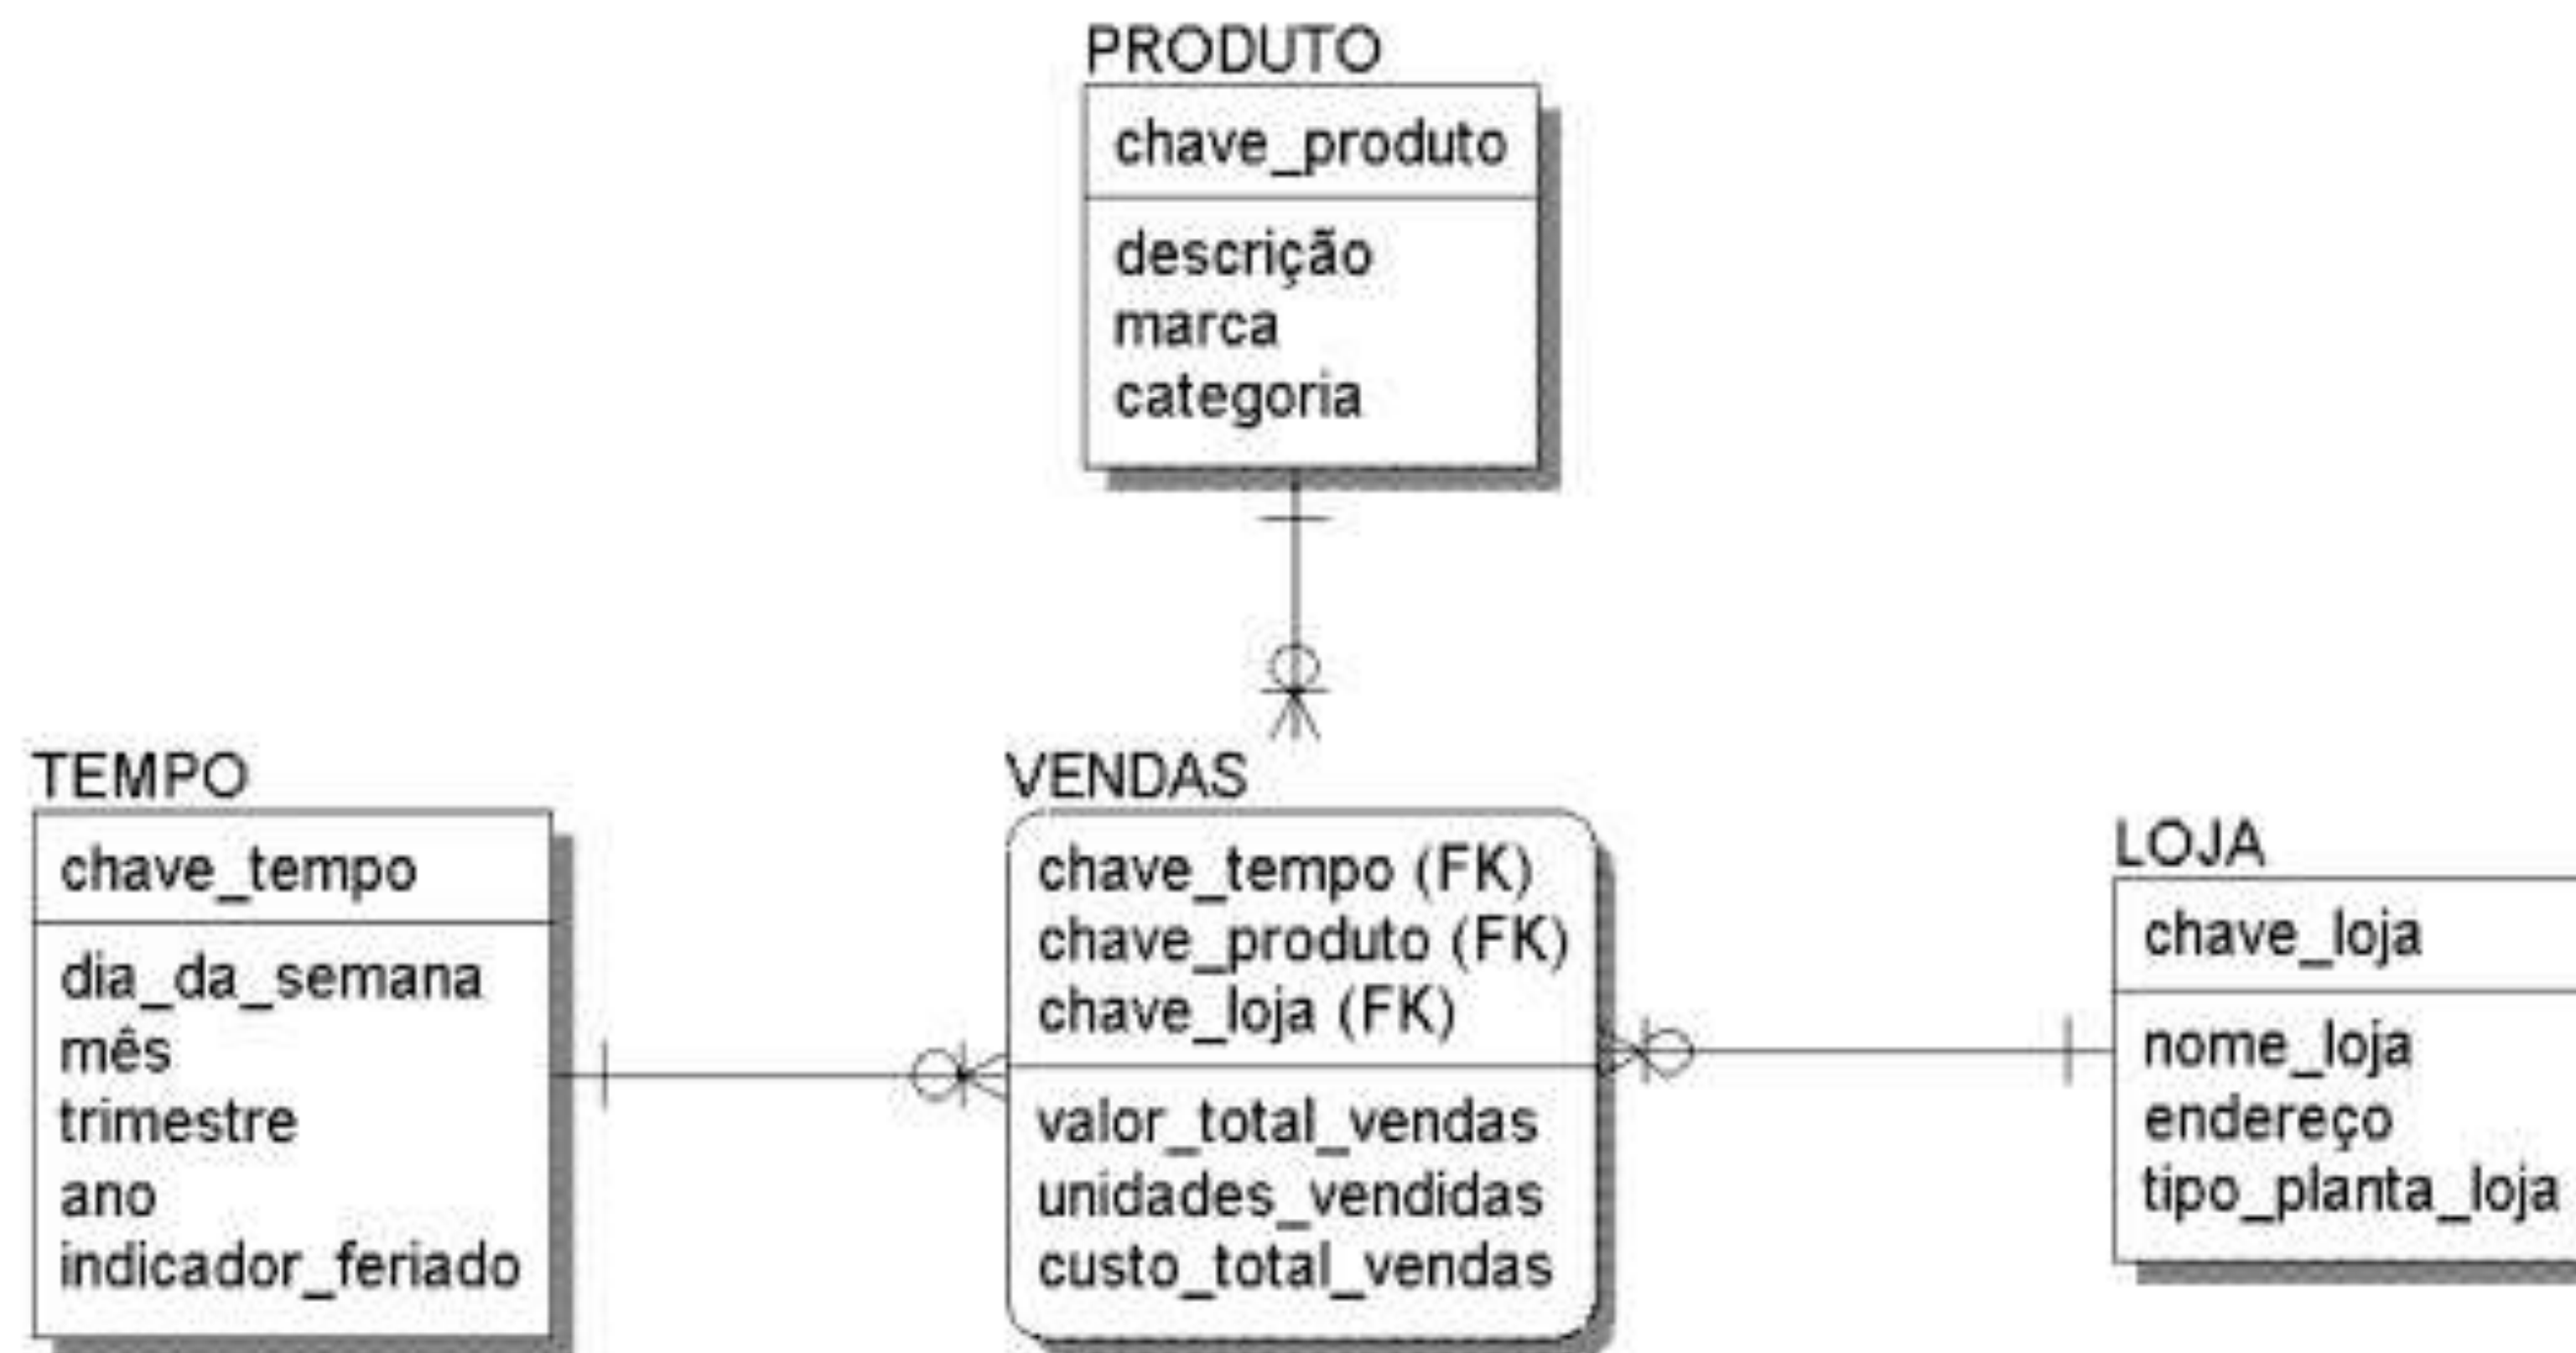 PRODUTO
chave_produto
descrição
marca
categoria
TEMPO
chave_tempo
dia_da_semana
mês
trimestre
ano
indicador_feriado
VENDAS
chave_tempo (FK)
chave_produto (FK)
chave_loja (FK)
valor_total_vendas
unidades_vendidas
custo_total_vendas
LOJA
chave_loja
nome_loja
endereço
tipo_planta_loja